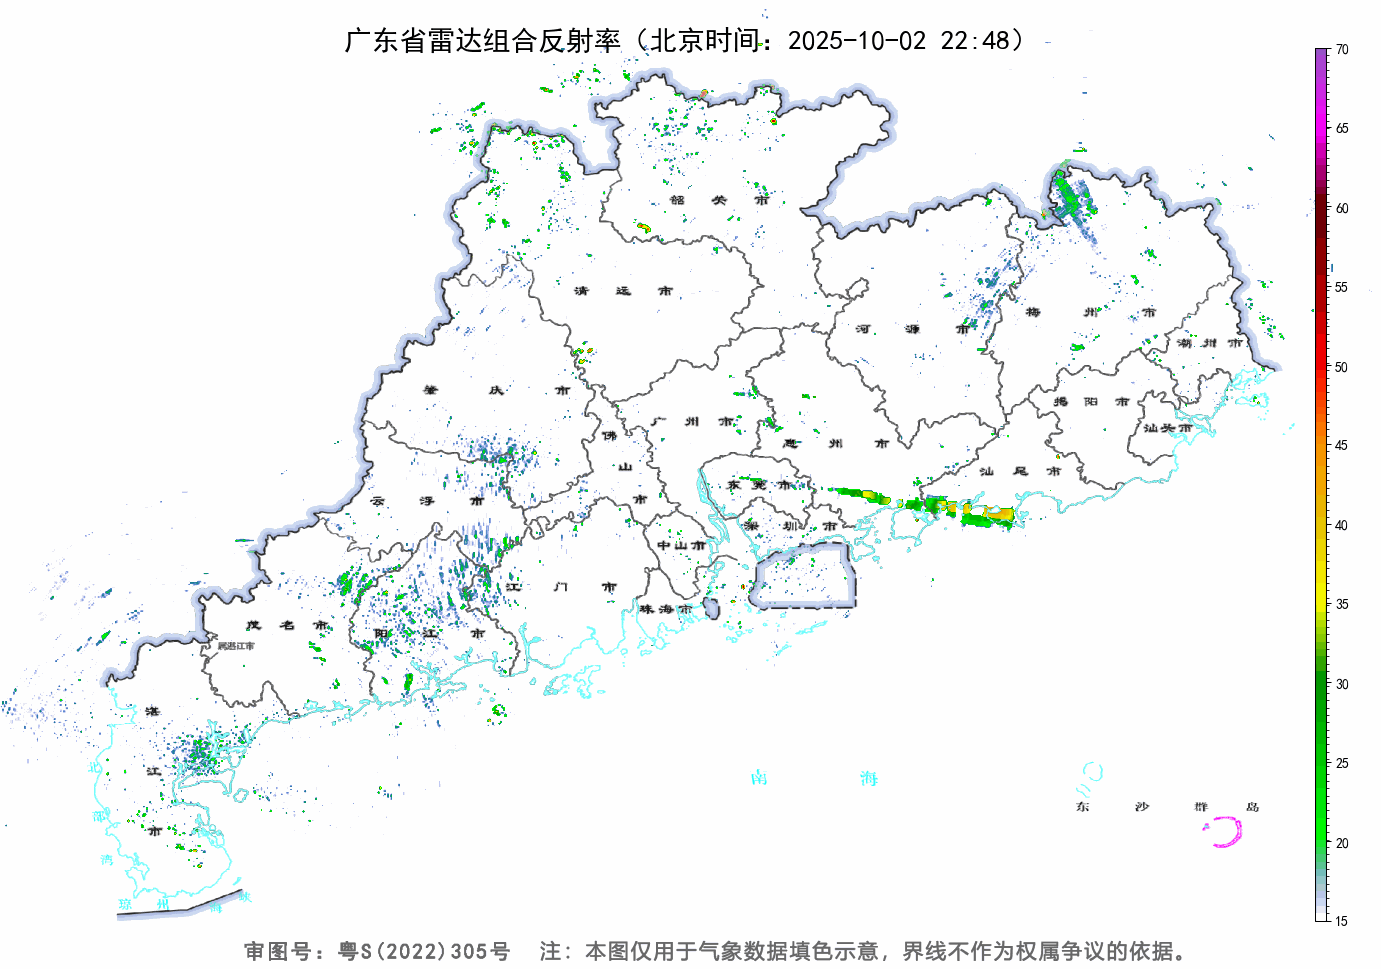 广东省雷达组合反射率（北京时间：2025-10-02 22:48）
70
65
60
55
50
45
40
35
30
25
20
15
韶关市
清远市
河源市
梅州市
潮州市
肇庆市
揭阳市
汕头市
广州市
佛山市
惠州市
汕尾市
云浮市
东莞市
深圳市
中山市
江门市
珠海市
茂名市
阳江市
属湛江市
湛江市
南海
东沙群岛
北部湾
琼州海峡
审图号：粤S(2022)305号 注：本图仅用于气象数据填色示意，界线不作为权属争议的依据。